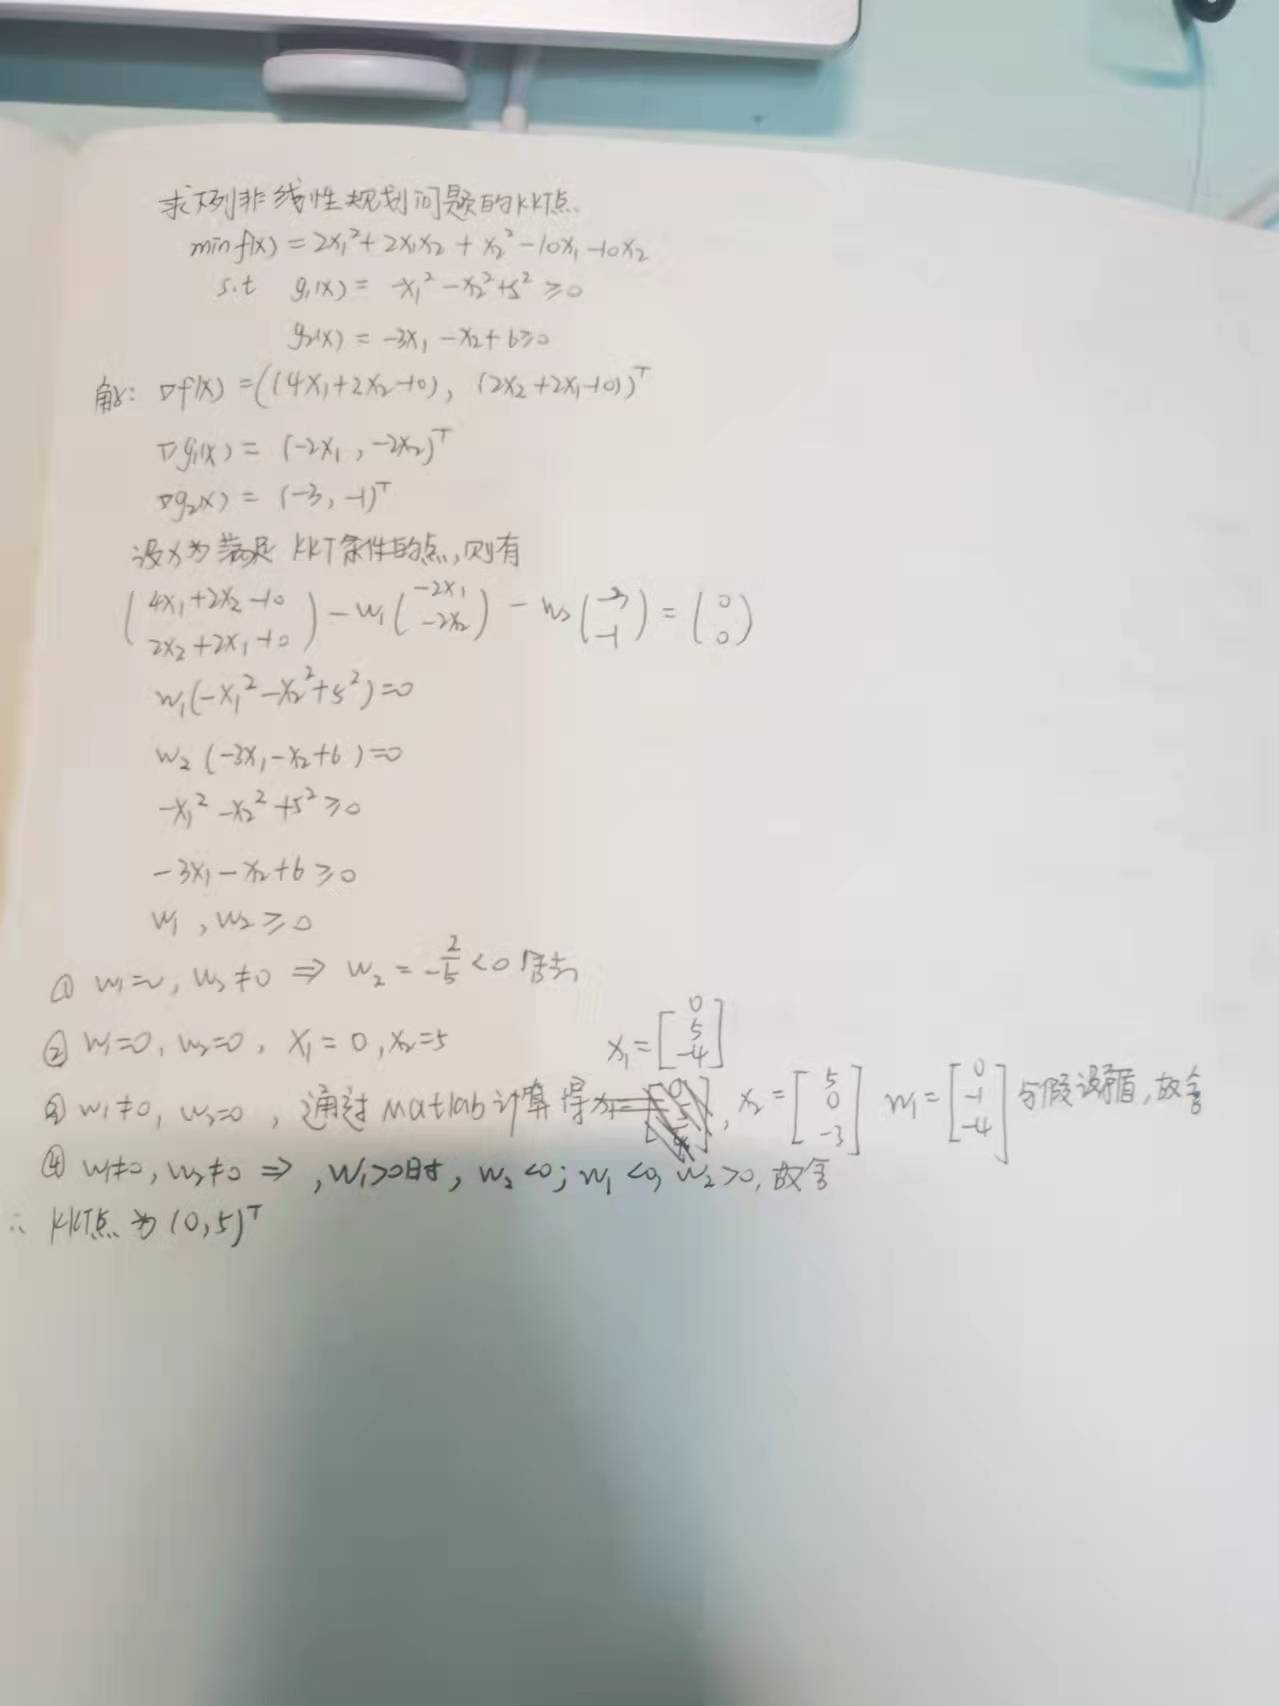 求下列非线性规划问题的KKT点
min f(x) = 2x₁² + 2x₁x₂ + x₂² - 10x₁ - 10x₂
s.t g₁(x) = -x₁² - x₂² + 5² ≥ 0
g₂(x) = -3x₁ - x₂ + 6 ≥ 0
解: ∇f(x) = ((4x₁+2x₂-10), (2x₂+2x₁-10))ᵀ
∇g₁(x) = (-2x₁, -2x₂)ᵀ
∇g₂(x) = (-3, -1)ᵀ
设x为满足KKT条件的点,则有
(4x₁+2x₂-10
2x₂+2x₁-10) - w₁(-2x₁
-2x₂) - w₂(-3
-1) = (0
0)
w₁(-x₁² - x₂² + 5²) = 0
w₂(-3x₁ - x₂ + 6) = 0
-x₁² - x₂² + 5² ≥ 0
-3x₁ - x₂ + 6 ≥ 0
w₁, w₂ ≥ 0
① w₁=0, w₂≠0 ⇒ w₂ = -2/5 < 0 舍去
② w₁=0, w₂=0, x₁=0, x₂=5
③ w₁≠0, w₂=0, 通过matlab计算得 x₁=[0 5 -4], x₂=[5 0 -3] w₁=[0 -1 -4] 与假设矛盾,故舍
④ w₁≠0, w₂≠0 ⇒ , w₁>0时, w₂<0; w₁<0, w₂>0, 故舍
∴ KKT点为(0,5)ᵀ